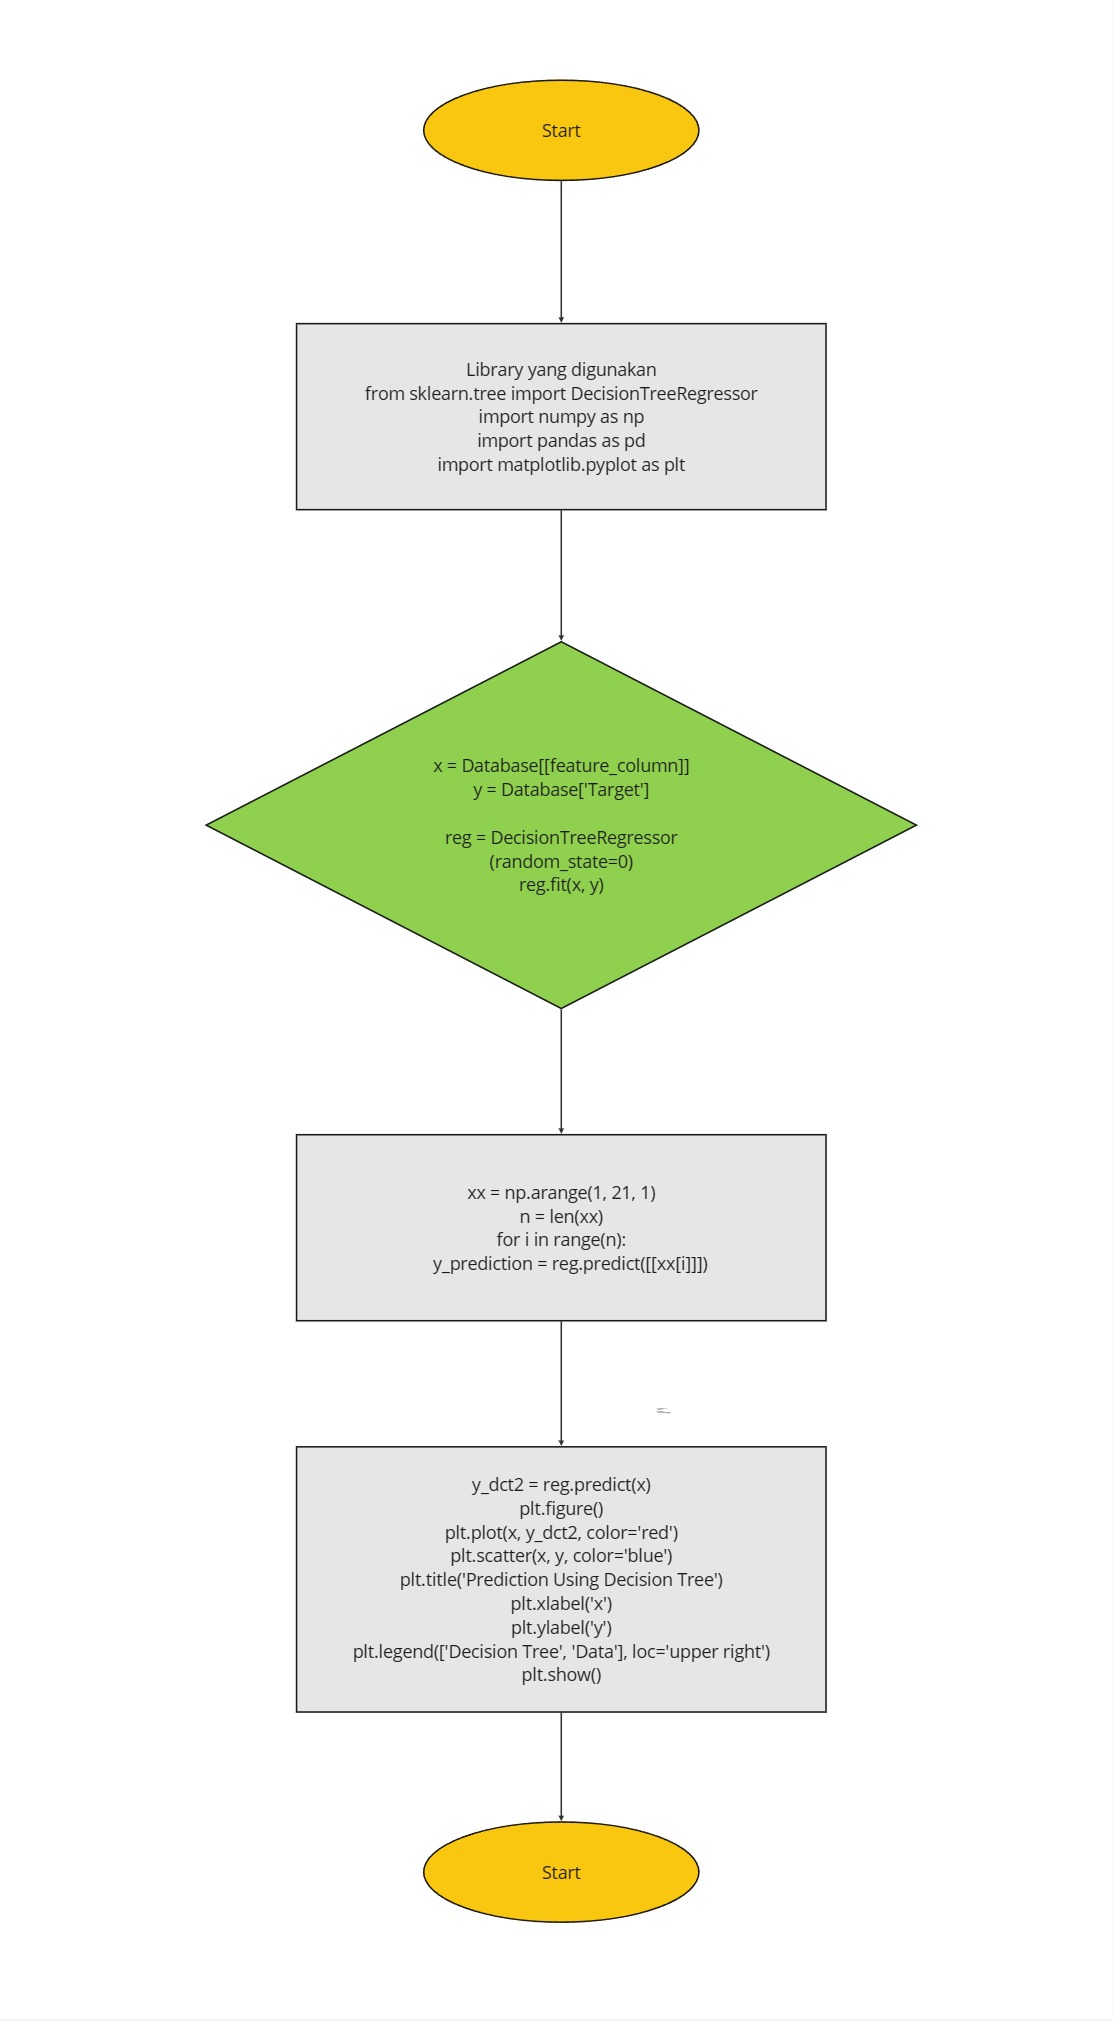 Start
Library yang digunakan
from sklearn.tree import DecisionTreeRegressor
import numpy as np
import pandas as pd
import matplotlib.pyplot as plt
x = Database[[feature_column]]
y = Database['Target']
reg = DecisionTreeRegressor
(random_state=0)
reg.fit(x, y)
xx = np.arange(1, 21, 1)
n = len(xx)
for i in range(n):
y_prediction = reg.predict([[xx[i]]])
y_dct2 = reg.predict(x)
plt.figure()
plt.plot(x, y_dct2, color='red')
plt.scatter(x, y, color='blue')
plt.title('Prediction Using Decision Tree')
plt.xlabel('x')
plt.ylabel('y')
plt.legend(['Decision Tree', 'Data'], loc='upper right')
plt.show()
Start